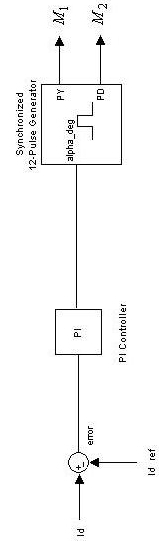 M1 M2
Synchronized
12-Pulse Generator
PY
PD
alpha_deg
PI
PI Controller
error
+
-
Id_ref
Id